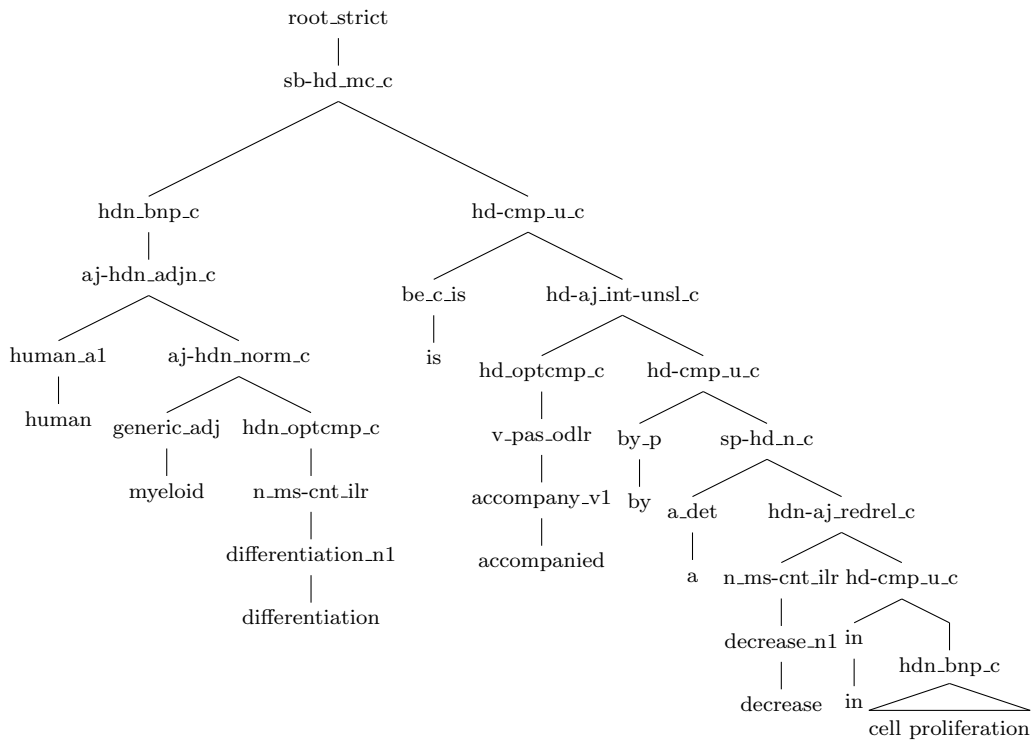 root_strict
sb-hd_mc_c
hdn_bnp_c hd-cmp_u_c
aj-hdn_adjn_c be_c_is hd-aj_int-unsl_c
human_a1 aj-hdn_norm_c is hd_optcmp_c hd-cmp_u_c
human generic_adj hdn_optcmp_c v_pas_odlr by_p sp-hd_n_c
myeloid n_ms-cnt_ilr accompany_v1 by a_det hdn-aj_redrel_c
differentiation_n1 accompanied a n_ms-cnt_ilr hd-cmp_u_c
differentiation decrease_n1 in hdn_bnp_c
decrease in cell proliferation